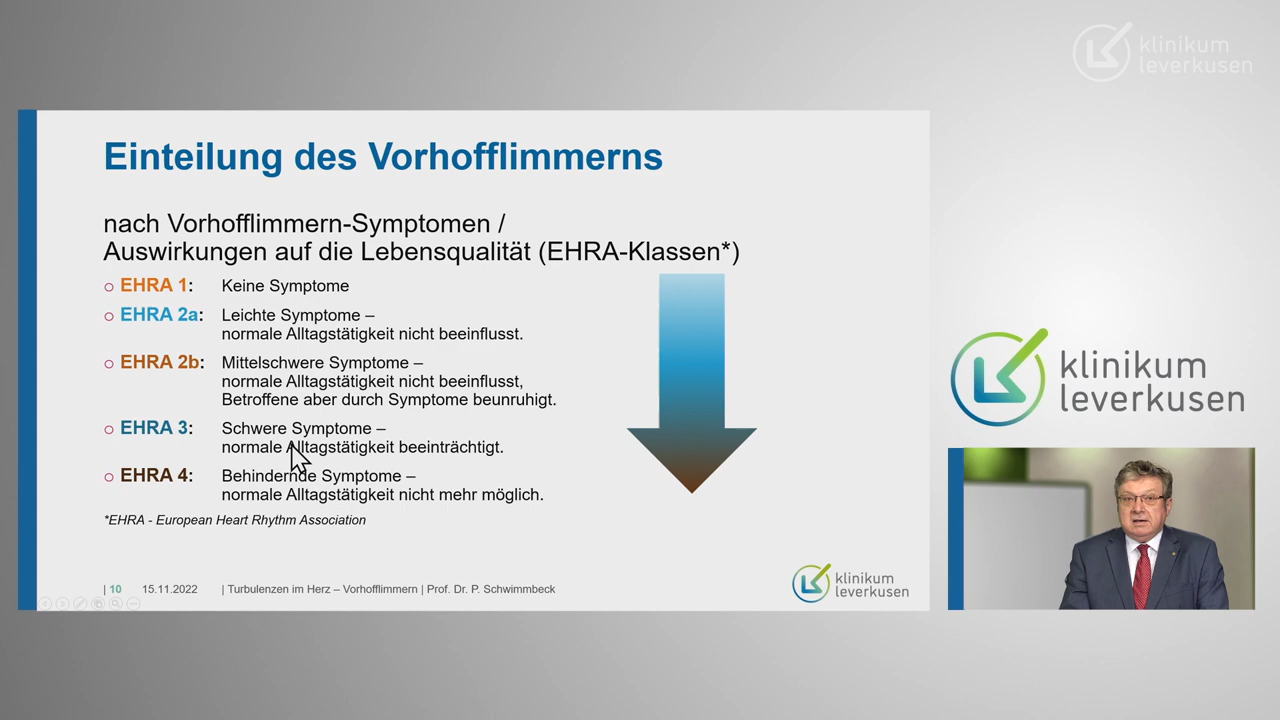 klinikum
leverkusen
Einteilung des Vorhofflimmerns
nach Vorhofflimmern-Symptomen /
Auswirkungen auf die Lebensqualität (EHRA-Klassen*)
EHRA 1: Keine Symptome
EHRA 2a: Leichte Symptome –
normale Alltagstätigkeit nicht beeinflusst.
EHRA 2b: Mittelschwere Symptome –
normale Alltagstätigkeit nicht beeinflusst,
Betroffene aber durch Symptome beunruhigt.
EHRA 3: Schwere Symptome –
normale Alltagstätigkeit beeinträchtigt.
EHRA 4: Behindernde Symptome –
normale Alltagstätigkeit nicht mehr möglich.
*EHRA - European Heart Rhythm Association
| 10 15.11.2022 | Turbulenzen im Herz – Vorhofflimmern | Prof. Dr. P. Schwimmbeck
klinikum
leverkusen
klinikum
leverkusen